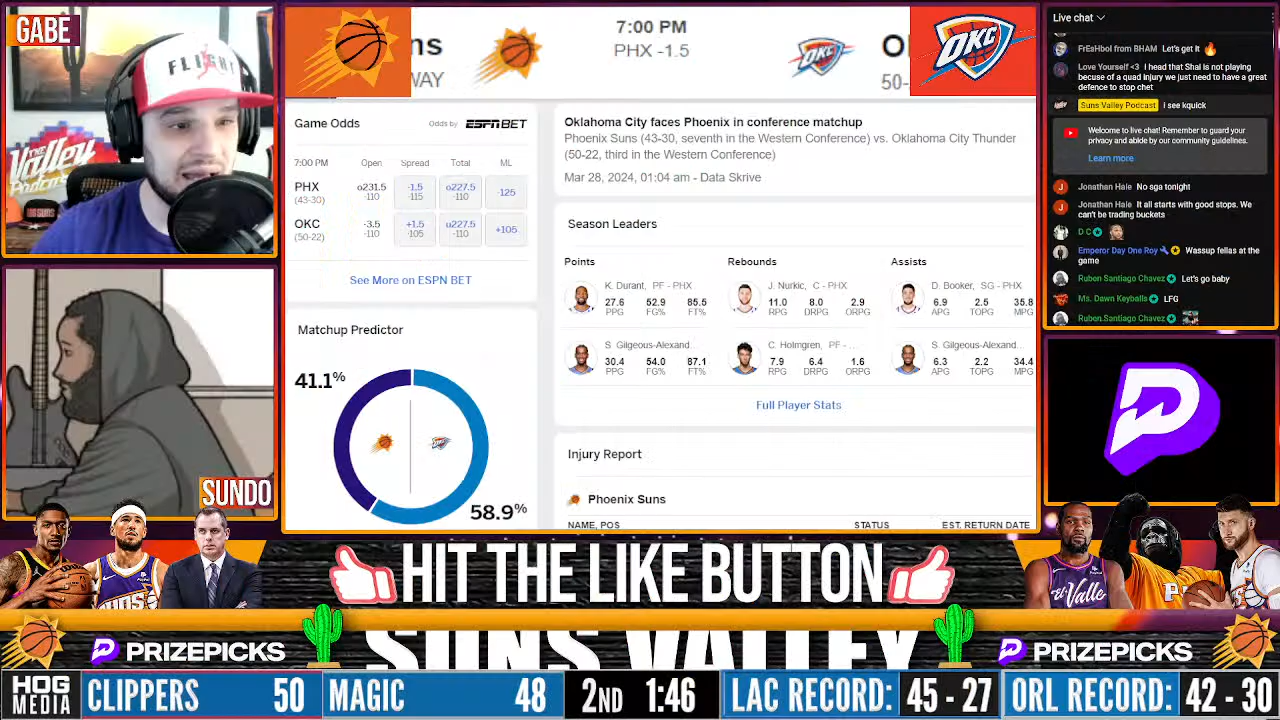 GABE
FLIGHT
THE
Valley
Podcast
SUNDO
ns
WAY
7:00 PM
PHX -1.5
OKC
O
50-
OKC
Game Odds
Odds by ESPN BET
7:00 PM Open Spread Total ML
PHX
(43-30)
o231.5
-110
-1.5
-115
o227.5
-110
-125
OKC
(50-22)
-3.5
-110
+1.5
-105
u227.5
-110
+105
See More on ESPN BET
Matchup Predictor
41.1%
58.9%
Oklahoma City faces Phoenix in conference matchup
Phoenix Suns (43-30, seventh in the Western Conference) vs. Oklahoma City Thunder
(50-22, third in the Western Conference)
Mar 28, 2024, 01:04 am - Data Skrive
Season Leaders
Points
K. Durant, PF - PHX
27.6 52.9 85.5
PPG FG% FT%
S Gilgeous-Alexand...
30.4 54.0 87.1
PPG FG% FT%
Rebounds
J. Nurkic, C - PHX
11.0 8.0 2.9
RPG DRPG ORPG
C. Holmgren, PF - ...
7.9 6.4 1.6
RPG DRPG ORPG
Assists
D. Booker, SG - PHX
6.9 2.5 35.8
APG TOPG MPG
S. Gilgeous-Alexand...
6.3 2.2 34.4
APG TOPG MPG
Full Player Stats
Injury Report
Phoenix Suns
NAME, POS STATUS EST. RETURN DATE
Live chat
FrEsHboI from BHAM Let's get it 🔥
Love Yourself <3 I head that Shai is not playing
becuse of a quad injury we just need to have a great
defence to stop chet
Suns Valley Podcast i see kquick
Welcome to live chat! Remember to guard your
privacy and abide by our community guidelines.
Learn more
Jonathan Hale No sga tonight
Jonathan Hale It all starts with good stops. We
can't be trading buckets
D C
Emperor Day One Roy Wassup fellas at the
game
Ruben Santiago Chavez Let's go baby
Ms. Dawn Keyballs LFG
Ruben Santiago Chavez
HIT THE LIKE BUTTON
SUNS VALLEY
PRIZEPICKS
PRIZEPICKS
SUNS
Valle
HOG
MEDIA
CLIPPERS 50 MAGIC 48 2ND 1:46 LAC RECORD: 45 - 27 ORL RECORD: 42 - 30